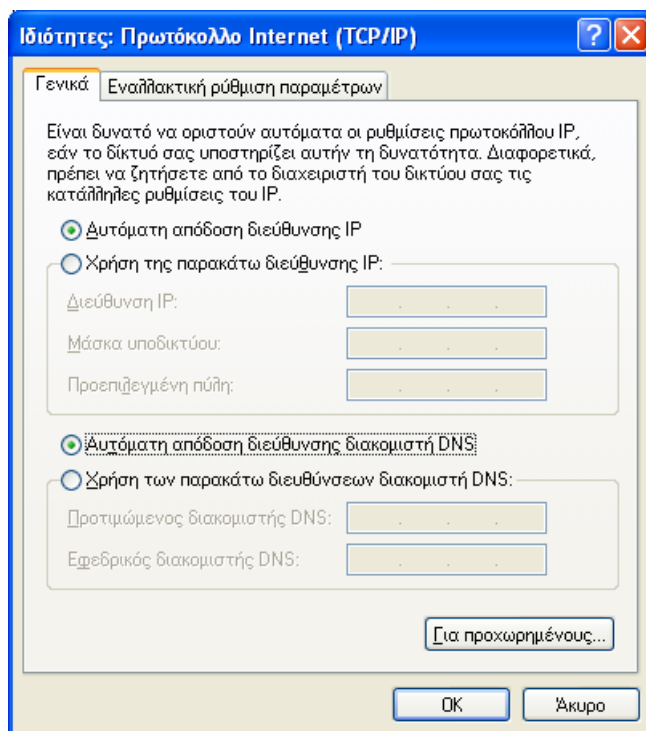 Ιδιότητες: Πρωτόκολλο Internet (TCP/IP)
Γενικά Εναλλακτική ρύθμιση παραμέτρων
Είναι δυνατό να οριστούν αυτόματα οι ρυθμίσεις πρωτοκόλλου IP,
εάν το δίκτυό σας υποστηρίζει αυτήν τη δυνατότητα. Διαφορετικά,
πρέπει να ζητήσετε από το διαχειριστή του δικτύου σας τις
κατάλληλες ρυθμίσεις του IP.
Αυτόματη απόδοση διεύθυνσης IP
Χρήση της παρακάτω διεύθυνσης IP:
Διεύθυνση IP:
Μάσκα υποδικτύου:
Προεπιλεγμένη πύλη:
Αυτόματη απόδοση διεύθυνσης διακομιστή DNS
Χρήση των παρακάτω διευθύνσεων διακομιστή DNS:
Προτιμώμενος διακομιστής DNS:
Εφεδρικός διακομιστής DNS:
Για προχωρημένους...
OK Άκυρο